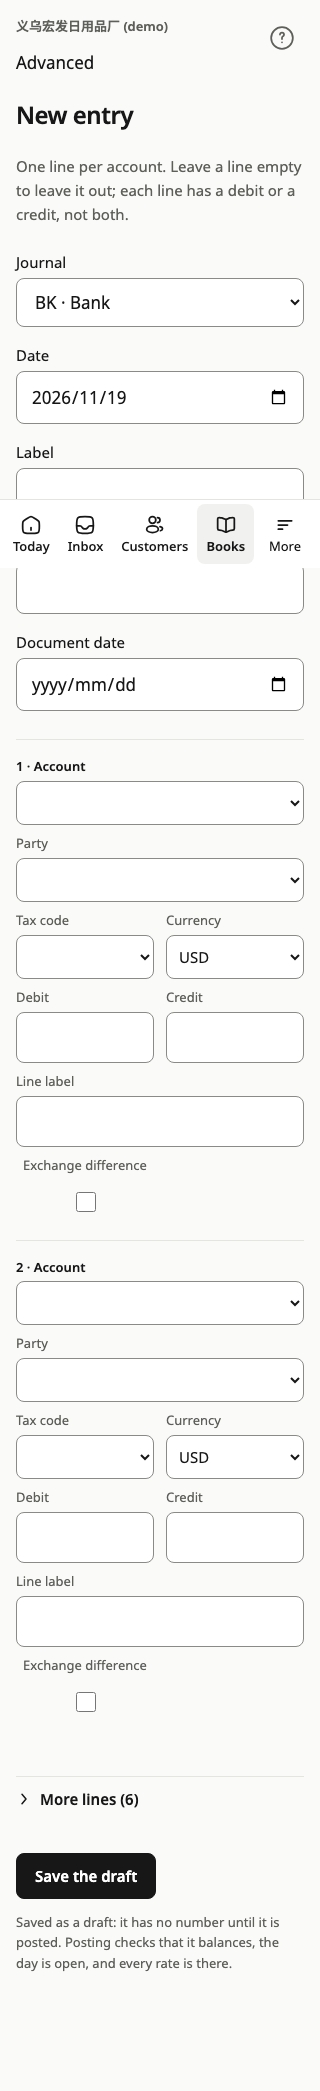 义乌宏发日用品厂 (demo)
Advanced
New entry
One line per account. Leave a line empty
to leave it out; each line has a debit or a
credit, not both.
Journal
BK · Bank
Date
2026/11/19
Label
Today
Inbox
Customers
Books
More
Document date
yyyy/mm/dd
1 · Account
Party
Tax code
Currency
USD
Debit
Credit
Line label
Exchange difference
2 · Account
Party
Tax code
Currency
USD
Debit
Credit
Line label
Exchange difference
More lines (6)
Save the draft
Saved as a draft: it has no number until it is
posted. Posting checks that it balances, the
day is open, and every rate is there.